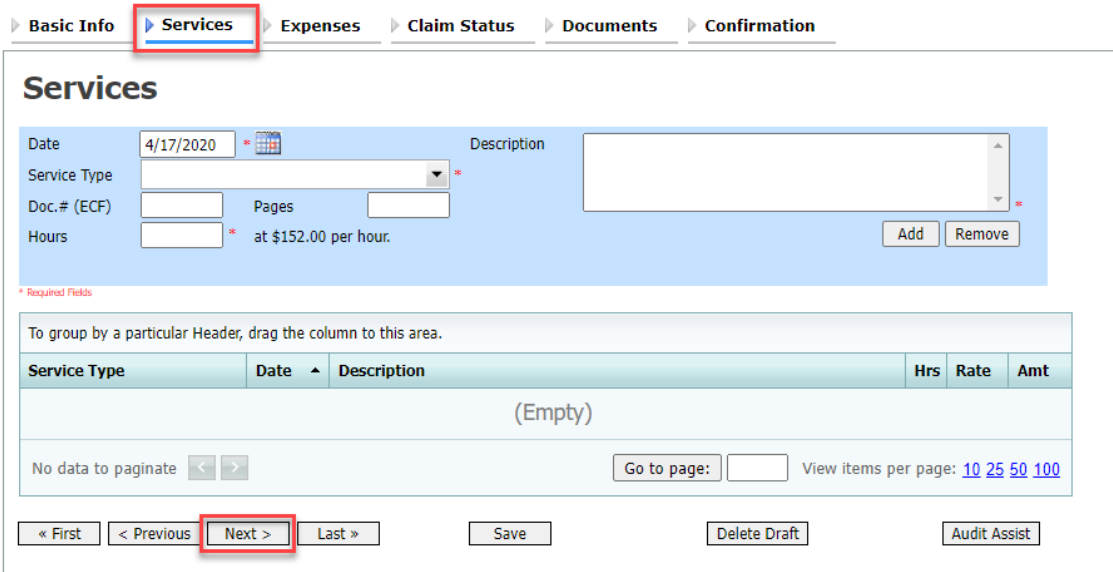 Basic Info Services Expenses Claim Status Documents Confirmation
Services
Date 4/17/2020 * Description
Service Type *
Doc.# (ECF) Pages *
Hours * at $152.00 per hour. Add Remove
* Required Fields
To group by a particular Header, drag the column to this area.
Service Type Date Description Hrs Rate Amt
(Empty)
No data to paginate < > Go to page: View items per page: 10 25 50 100
« First < Previous Next > Last » Save Delete Draft Audit Assist